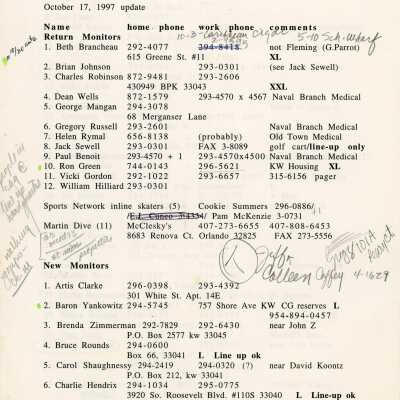 October 17, 1997 update
Name home phone work phone comments
Return Monitors
1. Beth Brancheau 292-4077 294-8418 not Fleming (G.Parrot)
615 Greene St. #11 XL
2. Brian Johnson 293-0301 (see Jack Sewell)
3. Charles Robinson 872-9481 293-2606
430949 BPK 33043 XXL
4. Dean Wells 872-1579 293-4570 x 4567 Naval Branch Medical
5. George Mangan 294-3078
68 Merganser Lane
6. Gregory Russell 293-2601 Naval Branch Medical
7. Helen Rymal 656-8138 (probably) Old Town Medical
8. Jack Sewell 293-0301 FAX 3-8089 golf cart/line-up only
9. Paul Benoit 293-4570 + 1 293-4570x4500 Naval Branch Medical
10. Ron Green 744-0143 296-5621 KW Housing XL
11. Vicki Gordon 292-1022 293-6657 315-6156 pager
12. William Hilliard 293-0301
Sports Network inline skaters (5) Cookie Summers 296-0886/
/E.J. Cuneo 294334/ Pam McKenzie 3-0731
Martin Dive (11) McClesky's 407-273-6655 407-808-6453
8683 Renova Ct. Orlando 32825 FAX 273-5556
Colleen
4-1629
New Monitors
1. Artis Clarke 296-0398. 293-4392
301 White St. Apt. 14E
2. Baron Yankowitz 294-5745 757 Shore Ave KW CG reserves L
954-894-0457
3. Brenda Zimmerman 292-7829 292-6430 near John Z
P.O. Box 2577 kw 33045
4. Bruce Rounds 294-0600
Box 66, 33041 L Line up ok
5. Carol Shaughnessy 294-2419 294-0320 (?) near David Koontz
P.O. Box 212, kw 33041
6. Charlie Hendrix 294-1034 295-0775
3920 So. Roosevelt Blvd. #110S 33040 L Line up ok